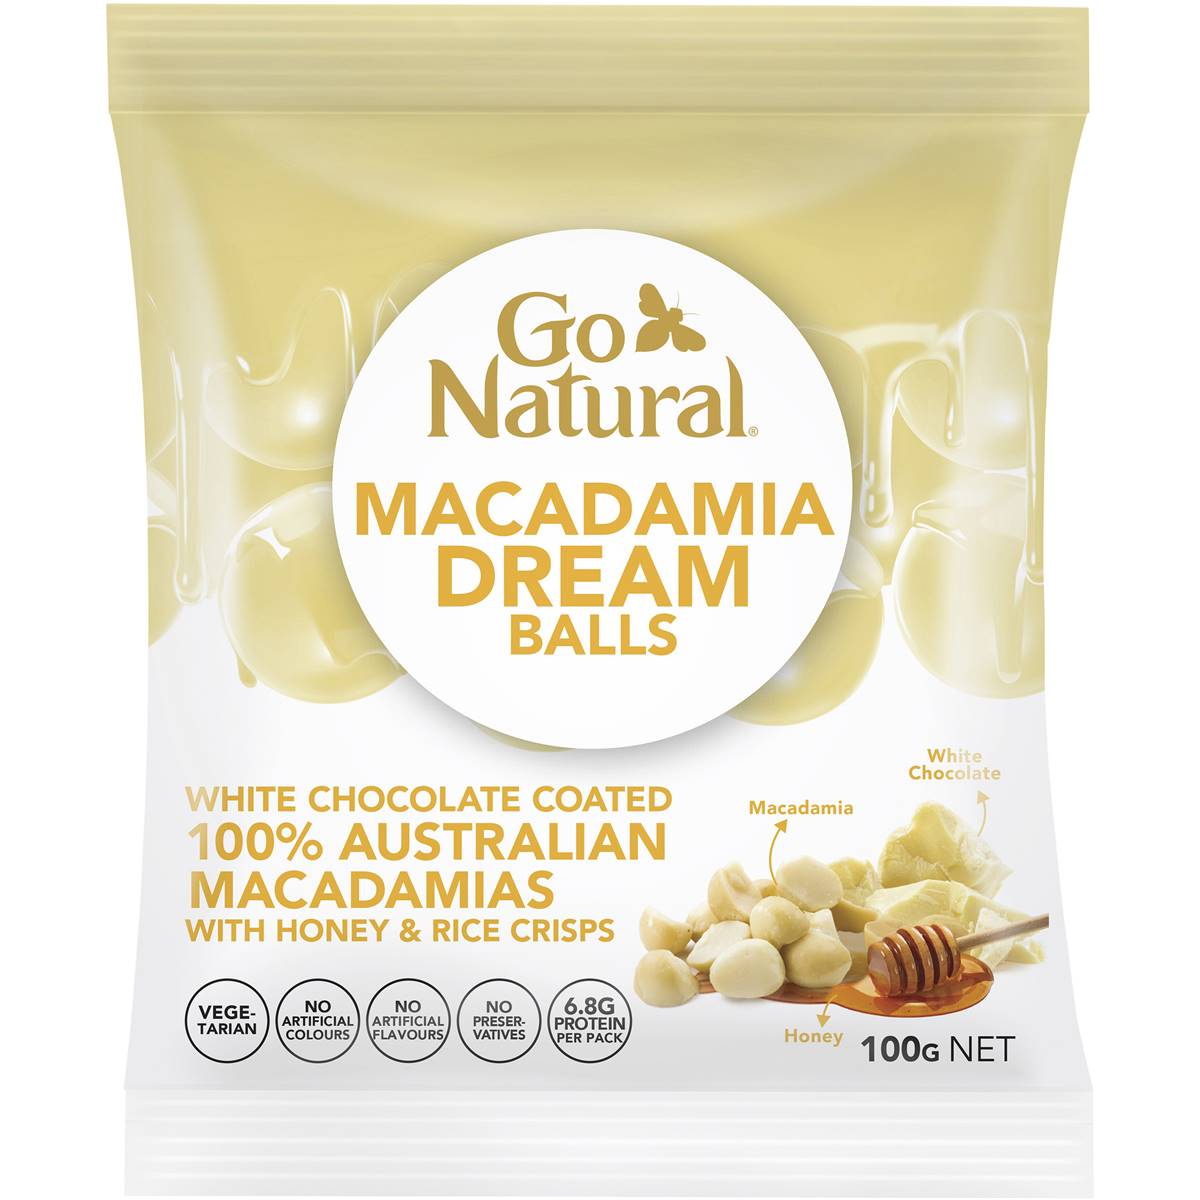 Go
Natural®
MACADAMIA
DREAM
BALLS
WHITE CHOCOLATE COATED
100% AUSTRALIAN
MACADAMIAS
WITH HONEY & RICE CRISPS
White
Chocolate
Macadamia
Honey
VEGE-
TARIAN
NO
ARTIFICIAL
COLOURS
NO
ARTIFICIAL
FLAVOURS
NO
PRESER-
VATIVES
6.8G
PROTEIN
PER PACK
100G NET